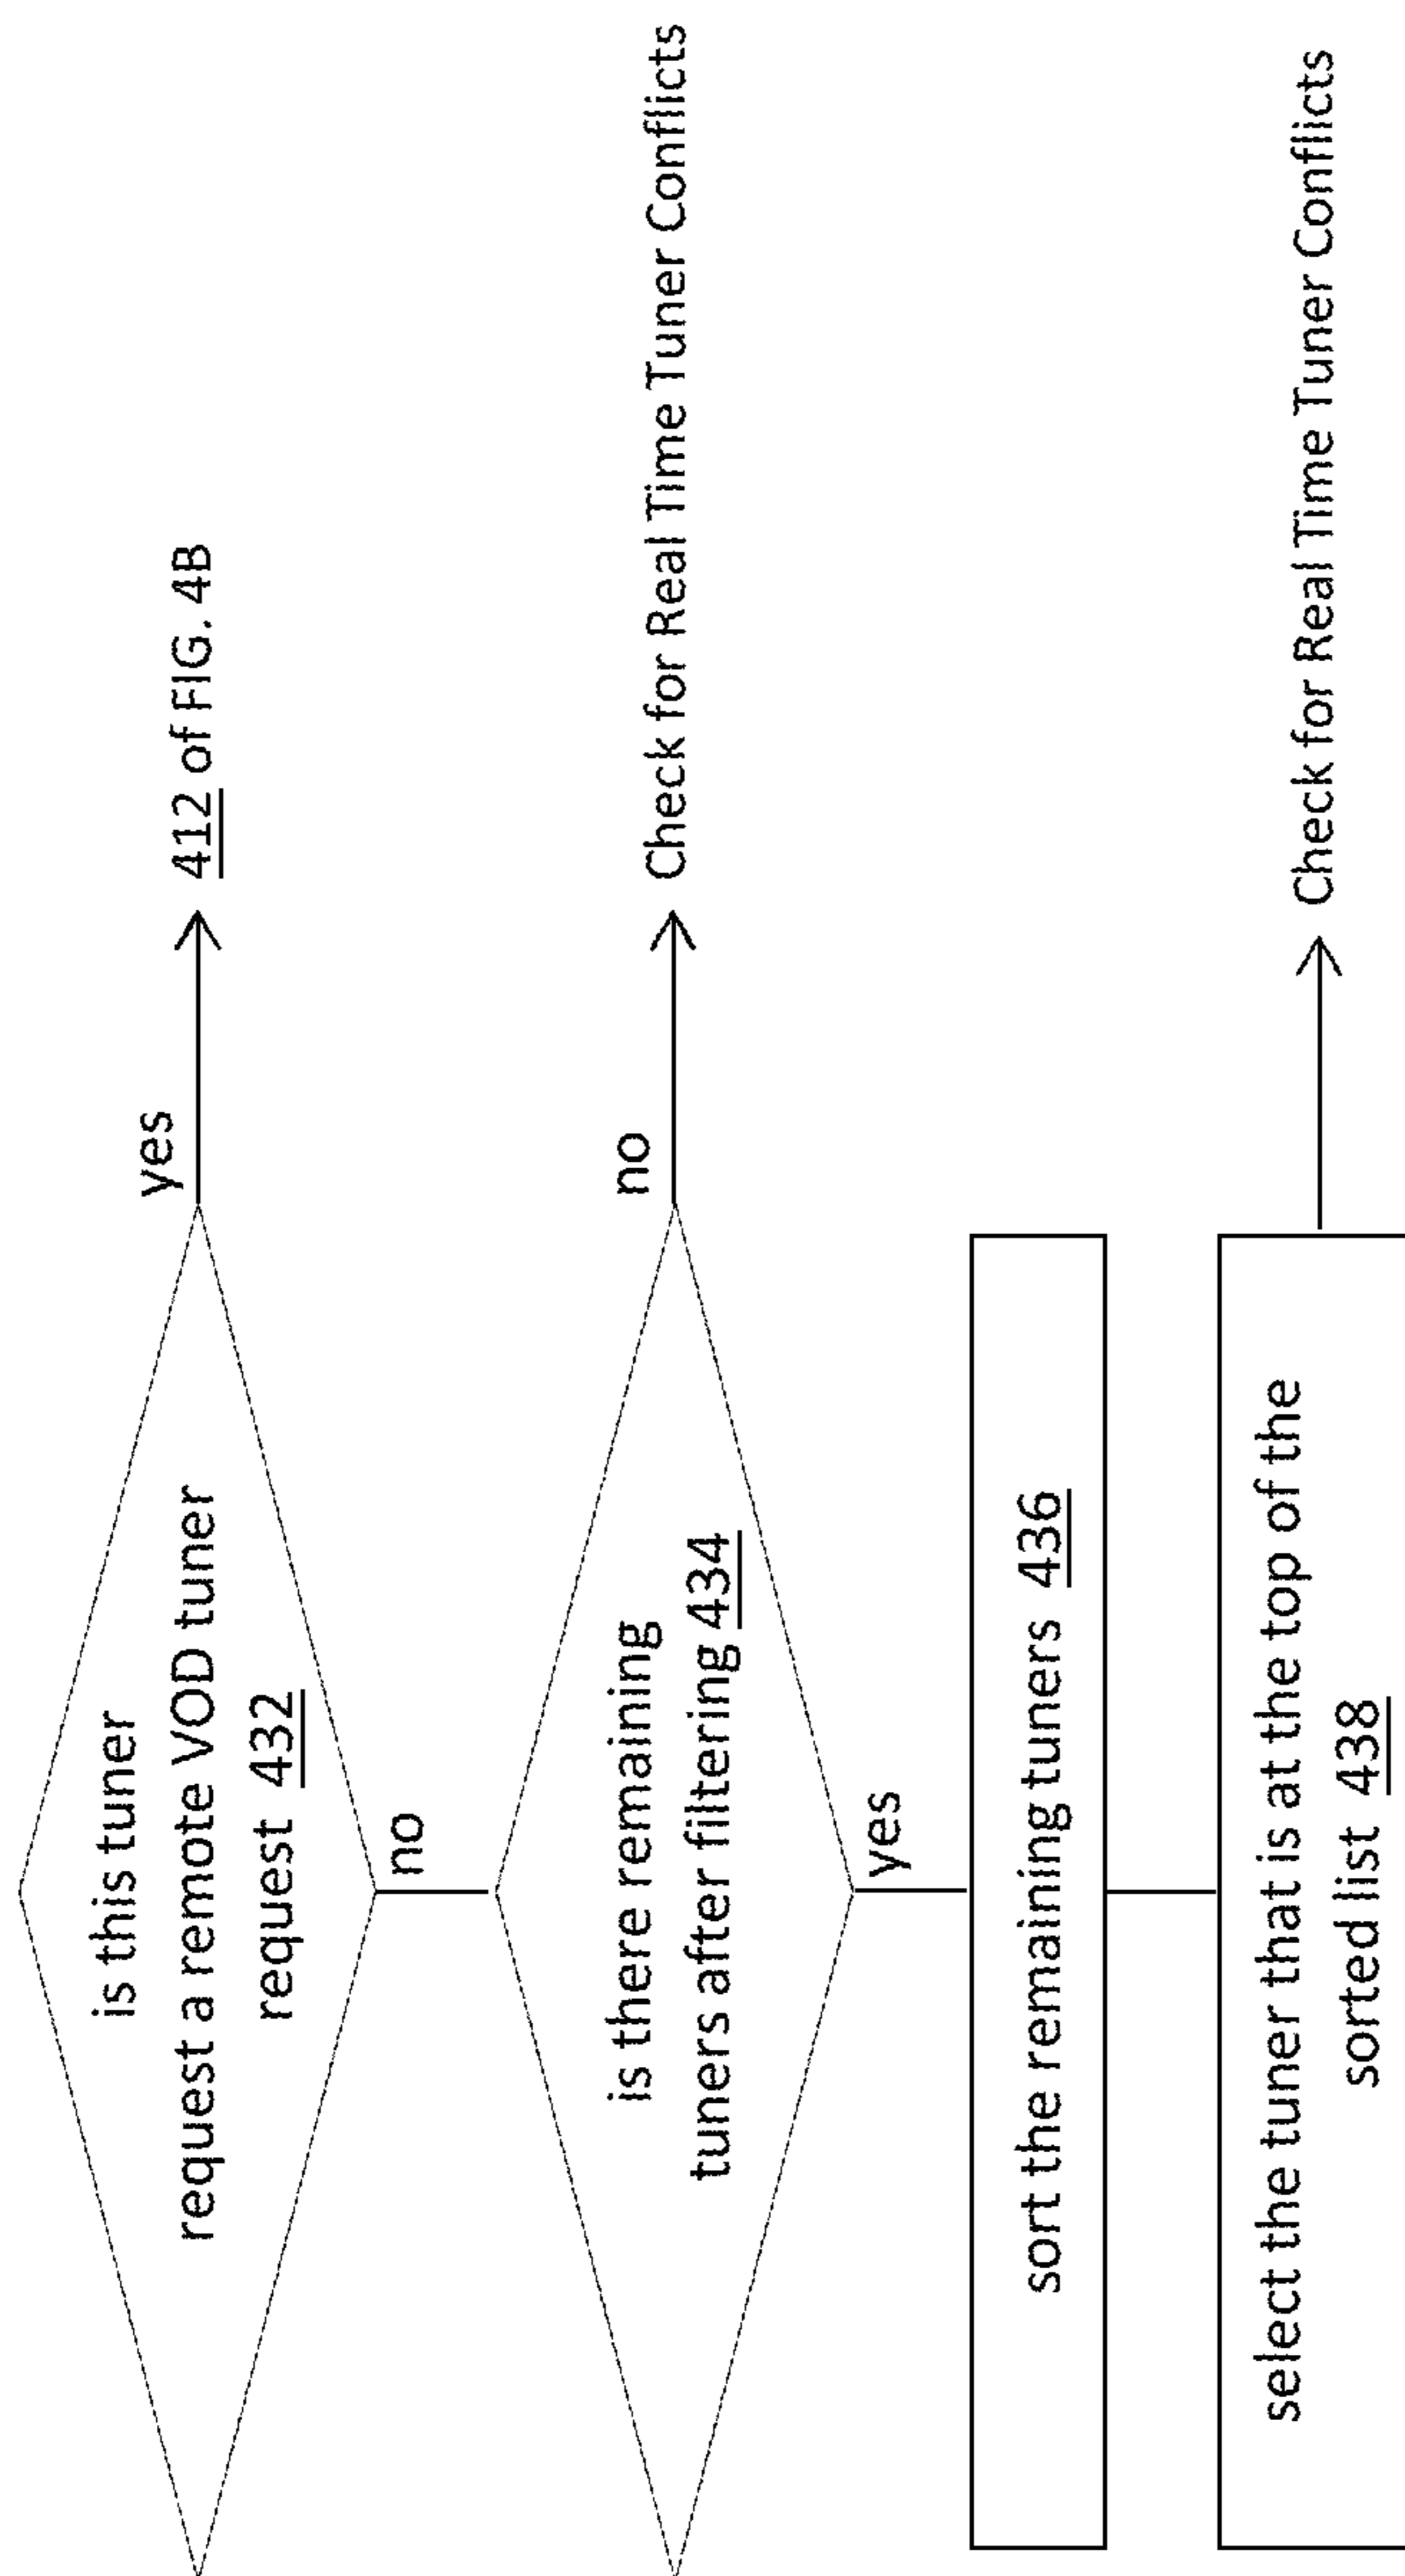 is this tuner
request a remote VOD tuner
request 432
yes
412 of FIG. 4B
no
is there remaining
tuners after filtering 434
no
Check for Real Time Tuner Conflicts
yes
sort the remaining tuners 436
select the tuner that is at the top of the
sorted list 438
Check for Real Time Tuner Conflicts